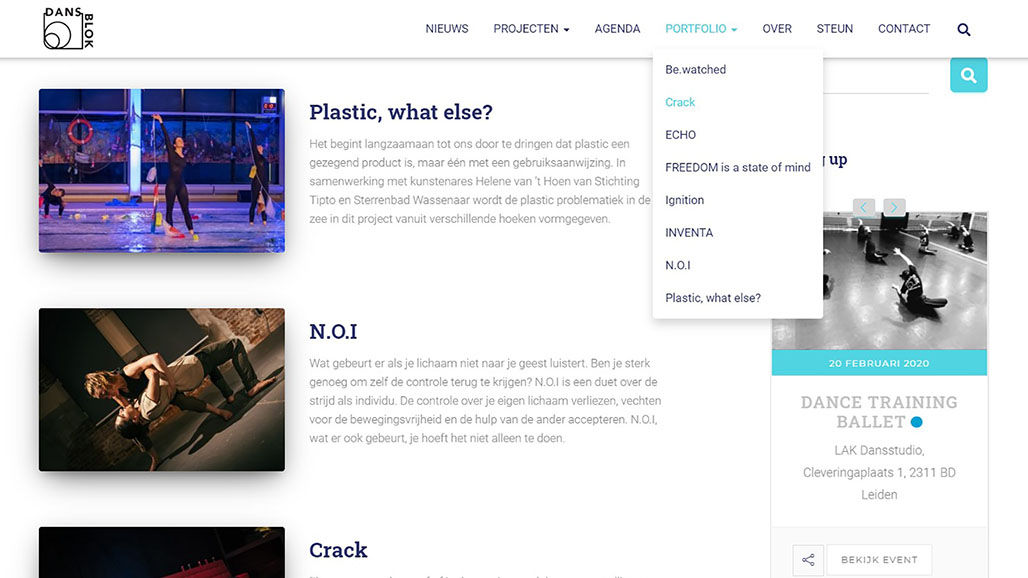 DANS
BLOK
NIEUWS
PROJECTEN
AGENDA
PORTFOLIO
OVER
STEUN
CONTACT
Be.watched
Crack
ECHO
FREEDOM is a state of mind
Ignition
INVENTA
N.O.I
Plastic, what else?
Plastic, what else?
Het begint langzaamaan tot ons door te dringen dat plastic een
gezegend product is, maar één met een gebruiksaanwijzing. In
samenwerking met kunstenares Helene van 't Hoen van Stichting
Tipto en Sterrenbad Wassenaar wordt de plastic problematiek in de
zee in dit project vanuit verschillende hoeken vormgegeven.
N.O.I
Wat gebeurt er als je lichaam niet naar je geest luistert. Ben je sterk
genoeg om zelf de controle terug te krijgen? N.O.I is een duet over de
strijd als individu. De controle over je eigen lichaam verliezen, vechten
voor de bewegingsvrijheid en de hulp van de ander accepteren. N.O.I,
wat er ook gebeurt, je hoeft het niet alleen te doen.
Crack
up
20 FEBRUARI 2020
DANCE TRAINING
BALLET
LAK Dansstudio,
Cleveringaplaats 1, 2311 BD
Leiden
BEKIJK EVENT